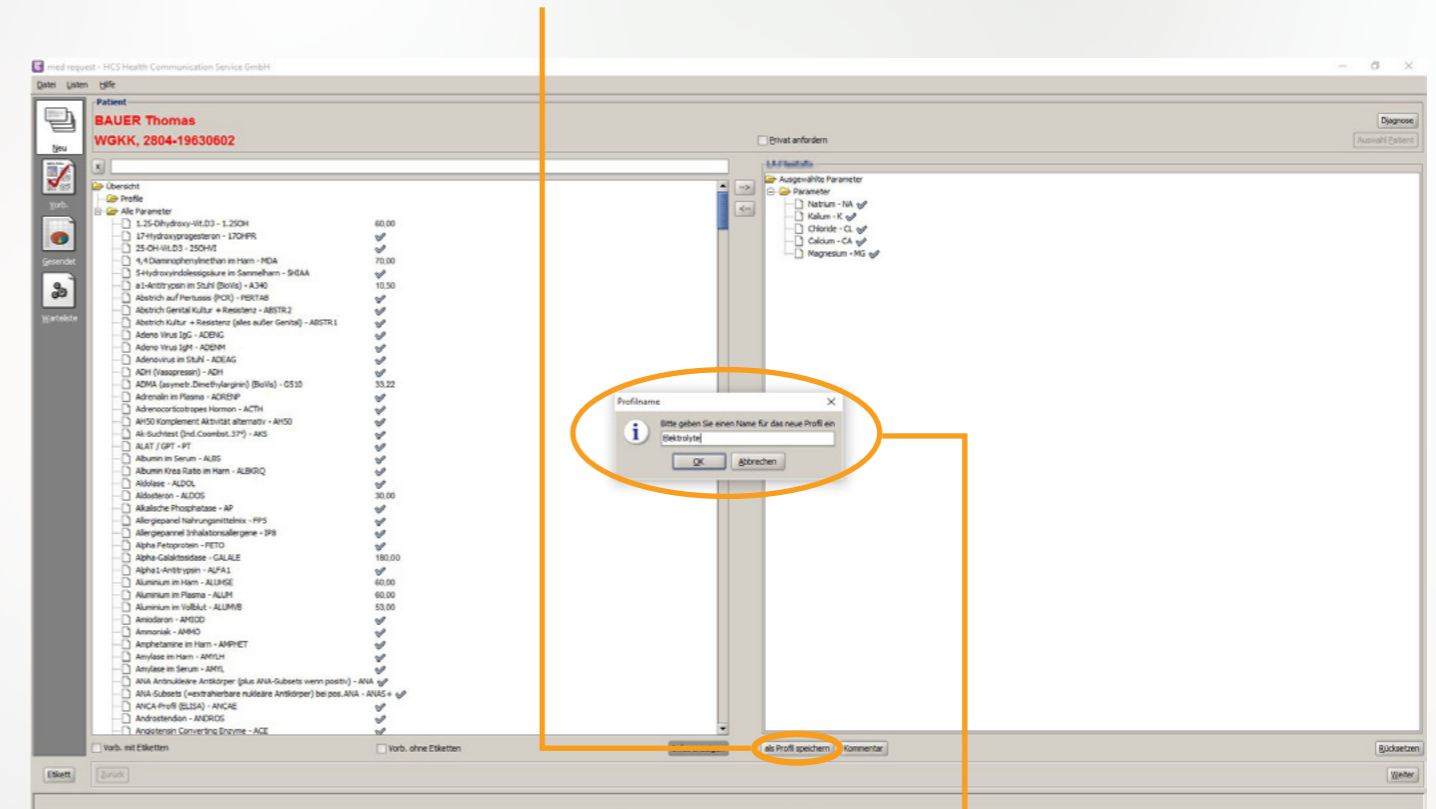 med request - HCS Health Communication Service GmbH
Datei Listen Hilfe
Patient
BAUER Thomas
WGKK, 2804-19630602
Privat anfordern
Diagnose
Auswahl Patient
Neu
Vorb.
Gesendet
Warteliste
x
Übersicht
Profile
Alle Parameter
1.25-Dihydroxy-Vit.D3 - 1.25OH 60,00
17-Hydroxyprogesteron - 17OHPR
25-OH-Vit.D3 - 25OHVI
4,4 Diaminophenylmethan im Harn - MDA 70,00
5-Hydroxyindolessigsäure im Sammelharn - 5HIAA
a1-Antitrypsin im Stuhl (BioVis) - A340 10,50
Abstrich auf Pertussis (PCR) - PERTAB
Abstrich Genital Kultur + Resistenz - ABSTR2
Abstrich Kultur + Resistenz (alles außer Genital) - ABSTR1
Adeno Virus IgG - ADENG
Adeno Virus IgM - ADENM
Adenovirus im Stuhl - ADEAG
ADH (Vasopressin) - ADH
ADMA (asymetr.Dimethylarginin) (BioVis) - G510 33,22
Adrenalin im Plasma - ADRENP
Adrenocorticotropes Hormon - ACTH
AH50 Komplement Aktivität alternativ - AH50
Ak-Suchtest (Ind.Coombst.37°) - AKS
ALAT / GPT - PT
Albumin im Serum - ALBS
Albumin Krea Ratio im Harn - ALBKRQ
Aldolase - ALDOL
Aldosteron - ALDOS 30,00
Alkalische Phosphatase - AP
Allergiepanel Nahrungsmittelmix - FP5
Allergiepannel Inhalationsallergene - IP8
Alpha Fetoprotein - FETO
Alpha-Galaktosidase - GALALE 180,00
Alpha1-Antitrypsin - ALFA1
Aluminium im Harn - ALUHSE 60,00
Aluminium im Plasma - ALUM 60,00
Aluminium im Vollblut - ALUMVB 53,00
Amiodaron - AMIOD
Ammoniak - AMMO
Amphetamine im Harn - AMPHET
Amylase im Harn - AMYLH
Amylase im Serum - AMYL
ANA Antinukleäre Antikörper (plus ANA-Subsets wenn positiv) - ANA
ANA-Subsets (=extrahierbare nukleäre Antikörper) bei pos.ANA - ANAS+
ANCA-Profil (ELISA) - ANCAE
Androstendion - ANDROS
Angiotensin Converting Enzyme - ACE
-->
<--
Ausgewählte Parameter
Parameter
Natrium - NA
Kalium - K
Chloride - CL
Calcium - CA
Magnesium - MG
Profilname
Bitte geben Sie einen Name für das neue Profil ein
Elektrolyte
OK Abbrechen
Vorb. mit Etiketten
Vorb. ohne Etiketten
als Profil speichern
Kommentar
Rücksetzen
Etikett
Zurück
Weiter